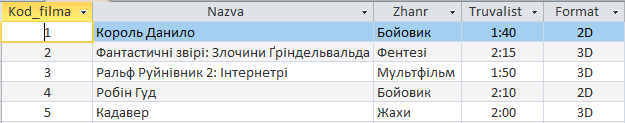 Kod_filma Nazva Zhanr Truvalist Format
1 Король Данило Бойовик 1:40 2D
2 Фантастичні звірі: Злочини Ґріндельвальда Фентезі 2:15 3D
3 Ральф Руйнівник 2: Інтернетрі Мультфільм 1:50 3D
4 Робін Гуд Бойовик 2:10 2D
5 Кадавер Жахи 2:00 3D